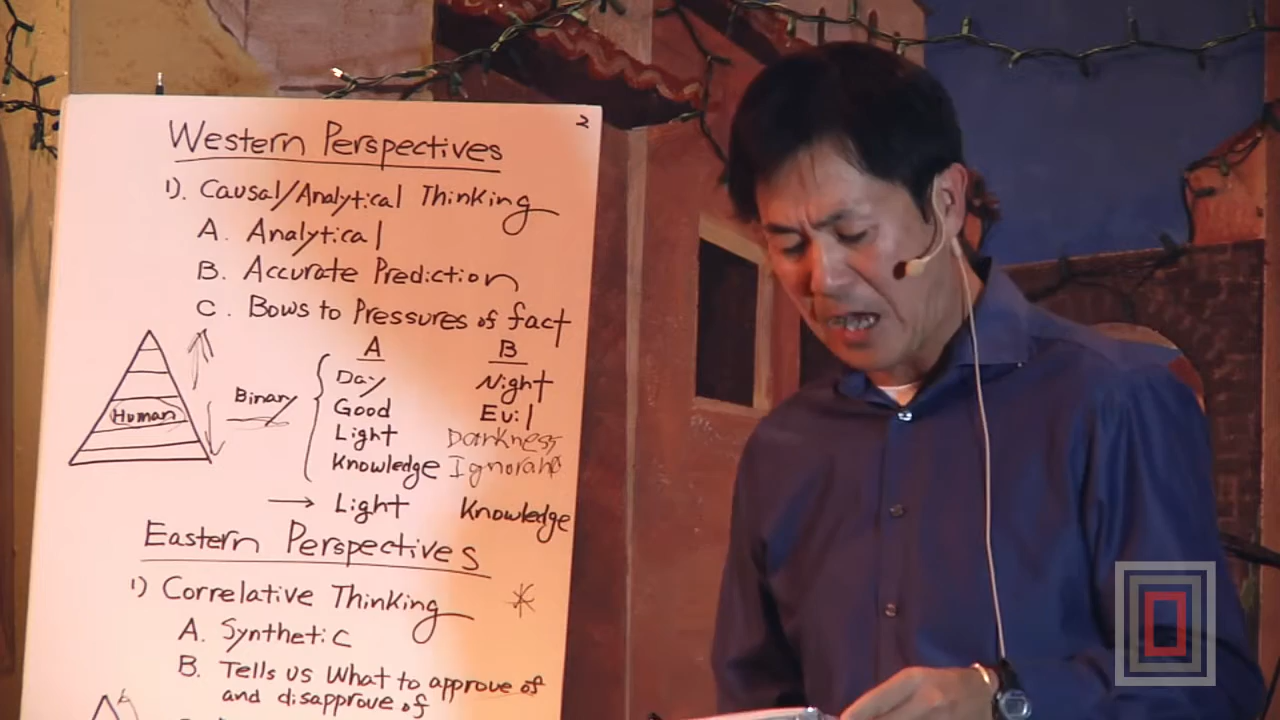 2
Western Perspectives
1). Causal/Analytical Thinking
A. Analytical
B. Accurate Prediction
C. Bows to Pressures of fact
A B
Day Night
Binary
Good Evil
Human
Light Darkness
Knowledge
→ Light Knowledge
Eastern Perspectives
1) Correlative Thinking *
A. Synthetic
B. Tells us What to approve of
and disapprove of